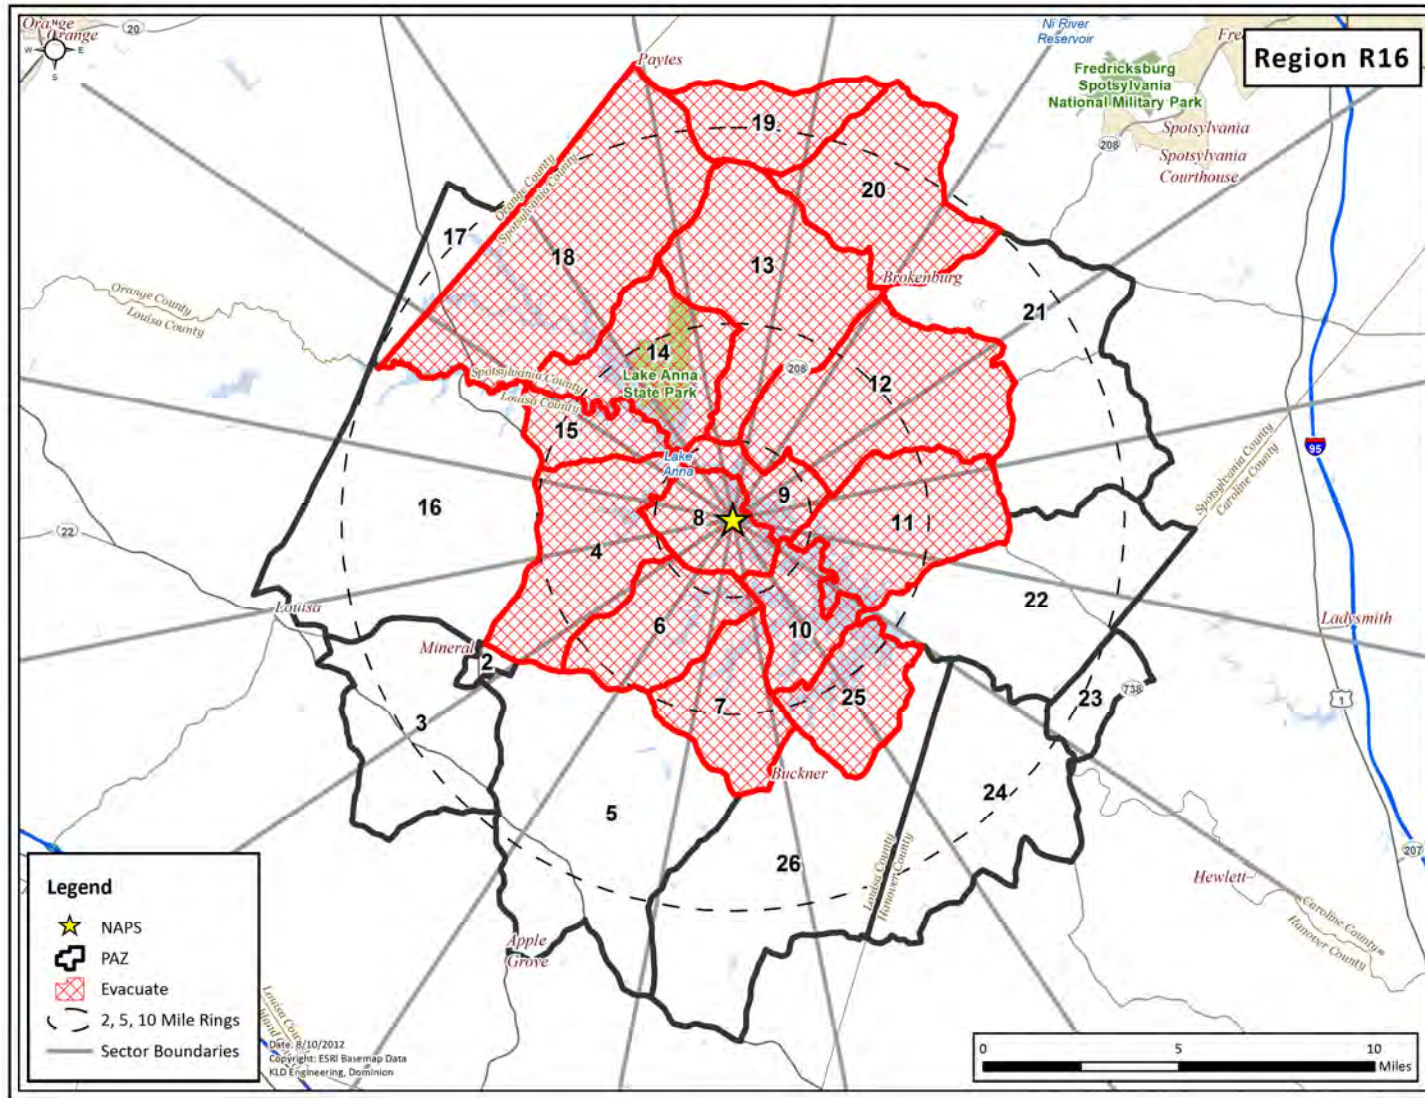 Orange
Orange
N
W E
S
20
Paytes
Ni River
Reservoir
Fre
Region R16
Fredricksburg
Spotsylvania
National Military Park
Spotsylvania
208
Spotsylvania
Courthouse
19
20
Orange County
Spotsylvania County
17
18
13
Brokenburg
21
Orange County
Louisa County
14
Lake Anna
State Park
208
12
Spotsylvania County
Louisa County
15
Lake
Anna
95
Spotsylvania County
Caroline County
9
16
8
11
22
4
Louisa
22
Ladysmith
6
10
Mineral
2
23
738
1
3
7
25
Buckner
24
5
26
207
Louisa County
Hanover County
Hewlett
Caroline County
Hanover County
Apple
Grove
Legend
NAPS
PAZ
Evacuate
2, 5, 10 Mile Rings
Sector Boundaries
Louisa Cou
Date: 8/10/2012
Copyright: ESRI Basemap Data
KLD Engineering, Dominion
0 5 10
Miles